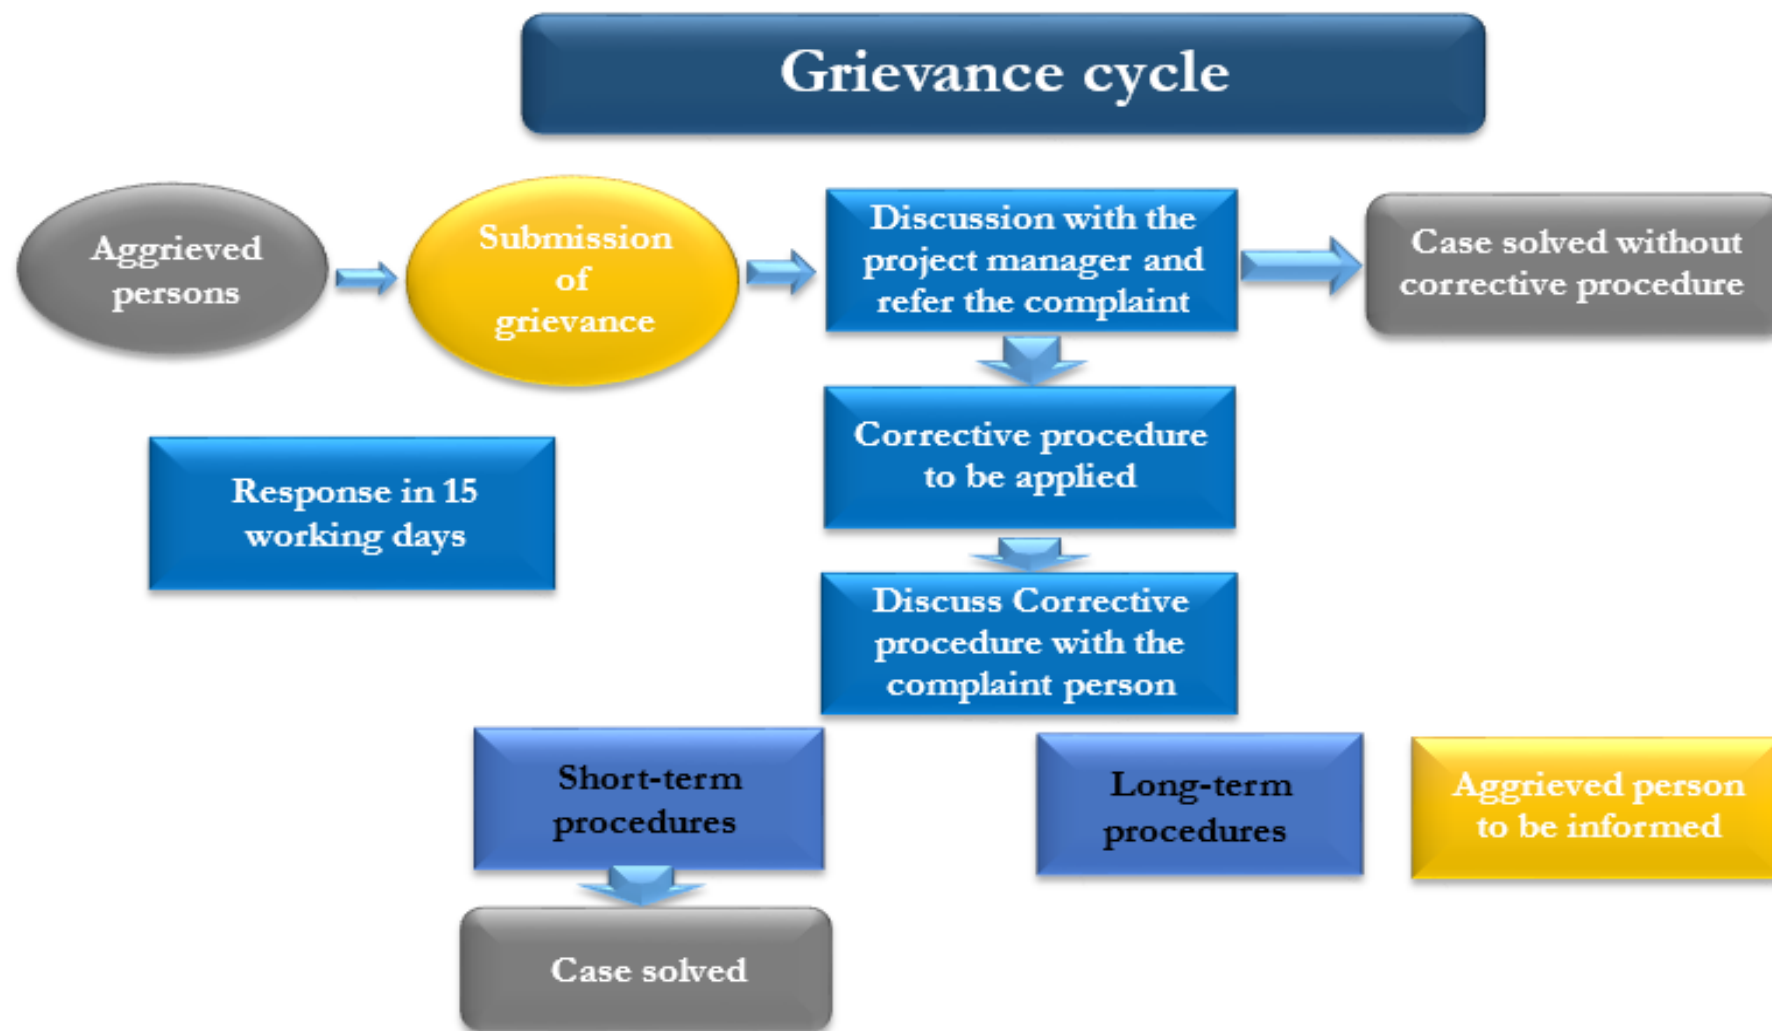 Grievance cycle
Aggrieved
persons
Submission
of
grievance
Discussion with the
project manager and
refer the complaint
Case solved without
corrective procedure
Response in 15
working days
Corrective procedure
to be applied
Discuss Corrective
procedure with the
complaint person
Short-term
procedures
Long-term
procedures
Aggrieved person
to be informed
Case solved